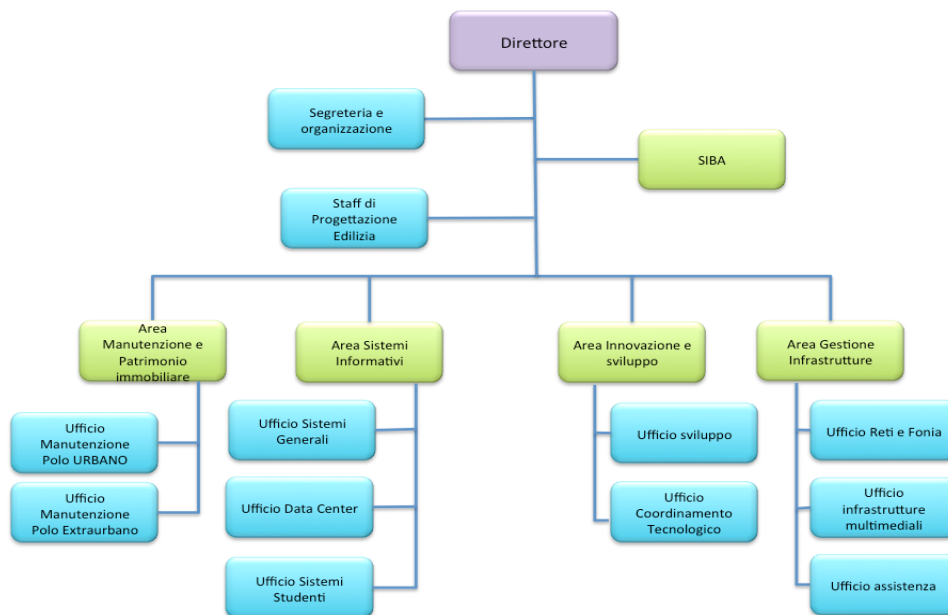 Direttore
Segreteria e
organizzazione
SIBA
Staff di
Progettazione
Edilizia
Area
Manutenzione e
Patrimonio
immobiliare
Area Sistemi
Informativi
Area Innovazione e
sviluppo
Area Gestione
Infrastrutture
Ufficio
Manutenzione
Polo URBANO
Ufficio Sistemi
Generali
Ufficio sviluppo
Ufficio Reti e Fonia
Ufficio
Manutenzione
Polo Extraurbano
Ufficio Data Center
Ufficio
Coordinamento
Tecnologico
Ufficio
infrastrutture
multimediali
Ufficio Sistemi
Studenti
Ufficio assistenza